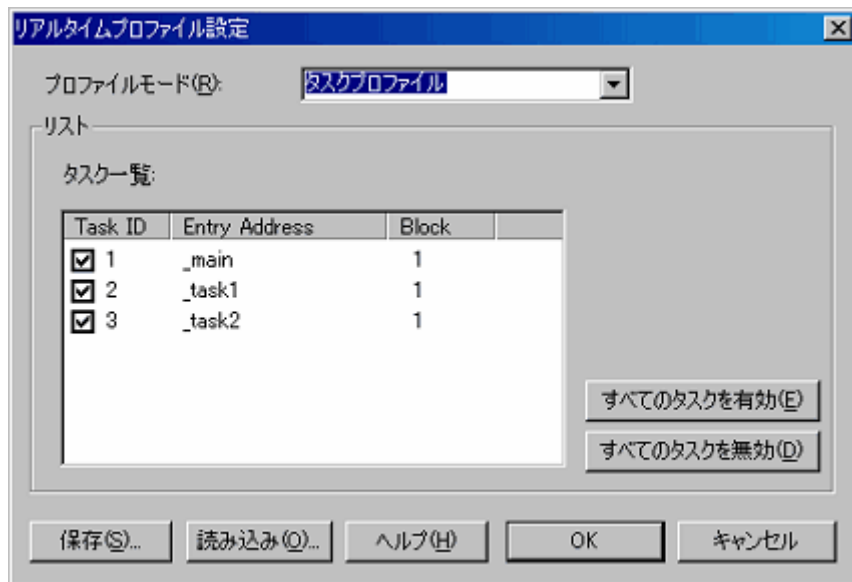 リアルタイムプロファイル設定
プロファイルモード(R): タスクプロファイル
リスト
タスク一覧:
Task ID Entry Address Block
1 _main 1
2 _task1 1
3 _task2 1
すべてのタスクを有効(E)
すべてのタスクを無効(D)
保存(S)... 読み込み(O)... ヘルプ(H) OK キャンセル